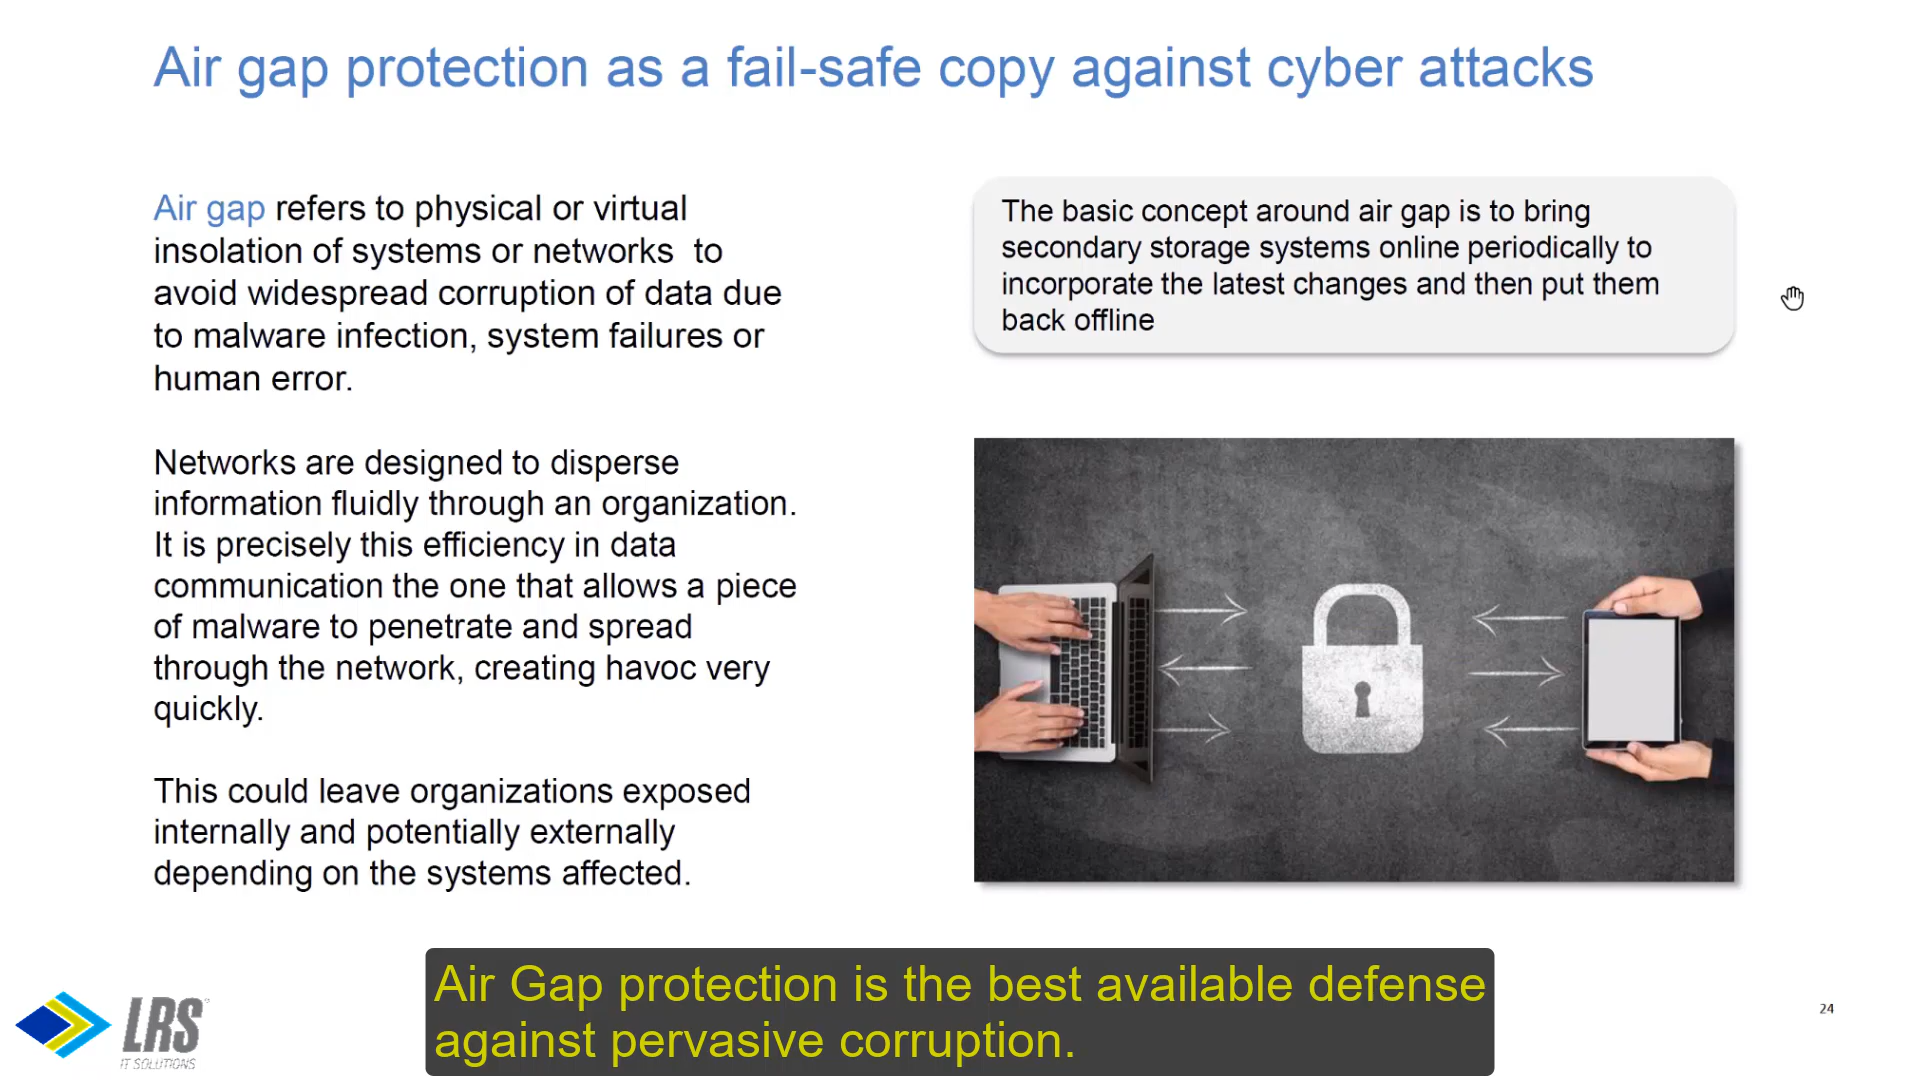 Air gap protection as a fail-safe copy against cyber attacks
Air gap refers to physical or virtual
insolation of systems or networks  to
avoid widespread corruption of data due
to malware infection, system failures or
human error.
Networks are designed to disperse
information fluidly through an organization.
It is precisely this efficiency in data
communication the one that allows a piece
of malware to penetrate and spread
through the network, creating havoc very
quickly.
This could leave organizations exposed
internally and potentially externally
depending on the systems affected.
The basic concept around air gap is to bring
secondary storage systems online periodically to
incorporate the latest changes and then put them
back offline
LRS
IT SOLUTIONS
Air Gap protection is the best available defense
against pervasive corruption.
24